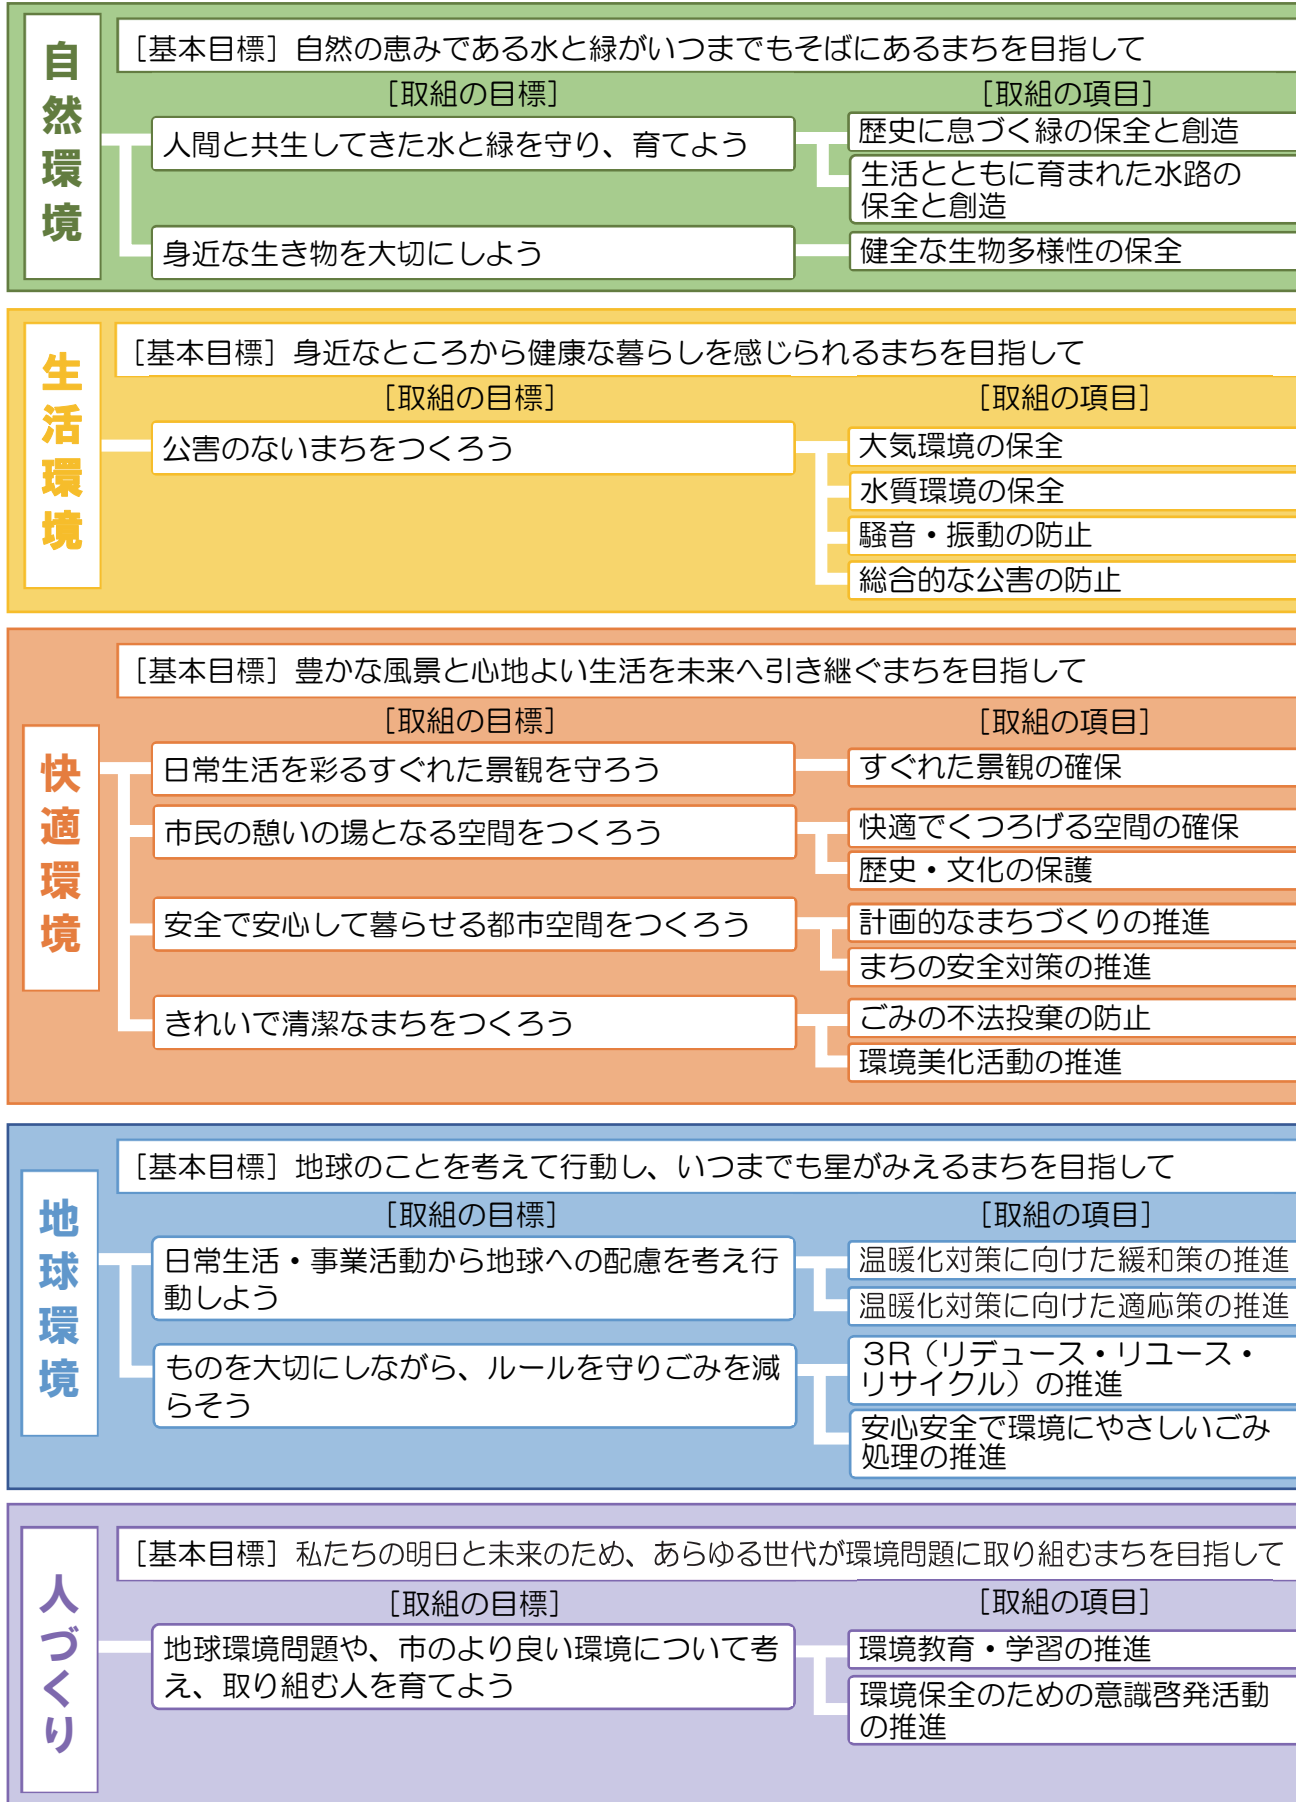 自然環境
［基本目標］自然の恵みである水と緑がいつまでもそばにあるまちを目指して
［取組の目標］
［取組の項目］
人間と共生してきた水と緑を守り、育てよう
歴史に息づく緑の保全と創造
生活とともに育まれた水路の
保全と創造
身近な生き物を大切にしよう
健全な生物多様性の保全
生活環境
［基本目標］身近なところから健康な暮らしを感じられるまちを目指して
［取組の目標］
［取組の項目］
公害のないまちをつくろう
大気環境の保全
水質環境の保全
騒音・振動の防止
総合的な公害の防止
快適環境
［基本目標］豊かな風景と心地よい生活を未来へ引き継ぐまちを目指して
［取組の目標］
［取組の項目］
日常生活を彩るすぐれた景観を守ろう
すぐれた景観の確保
市民の憩いの場となる空間をつくろう
快適でくつろげる空間の確保
歴史・文化の保護
安全で安心して暮らせる都市空間をつくろう
計画的なまちづくりの推進
まちの安全対策の推進
きれいで清潔なまちをつくろう
ごみの不法投棄の防止
環境美化活動の推進
地球環境
［基本目標］地球のことを考えて行動し、いつまでも星がみえるまちを目指して
［取組の目標］
［取組の項目］
日常生活・事業活動から地球への配慮を考え行
動しよう
温暖化対策に向けた緩和策の推進
温暖化対策に向けた適応策の推進
ものを大切にしながら、ルールを守りごみを減
らそう
３Ｒ（リデュース・リユース・
リサイクル）の推進
安心安全で環境にやさしいごみ
処理の推進
人づくり
［基本目標］私たちの明日と未来のため、あらゆる世代が環境問題に取り組むまちを目指して
［取組の目標］
［取組の項目］
地球環境問題や、市のより良い環境について考
え、取り組む人を育てよう
環境教育・学習の推進
環境保全のための意識啓発活動
の推進